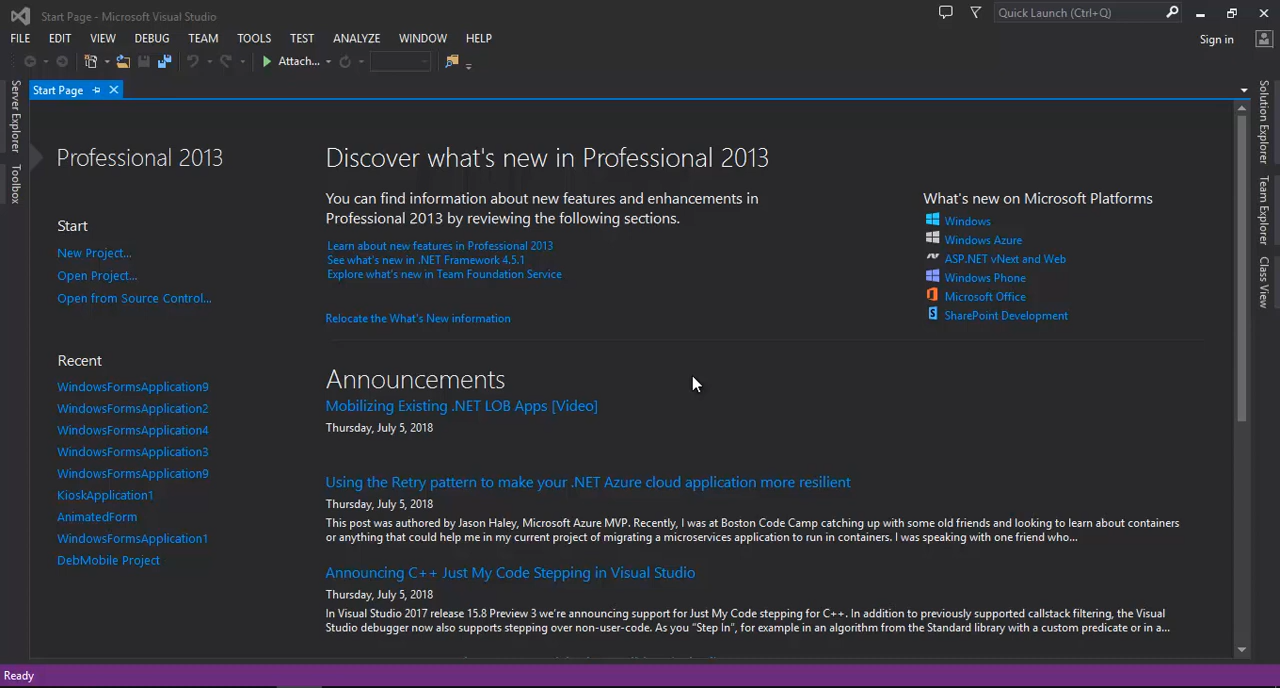 Start Page - Microsoft Visual Studio
Quick Launch (Ctrl+Q)
FILE EDIT VIEW DEBUG TEAM TOOLS TEST ANALYZE WINDOW HELP
Sign in
Attach...
Start Page
Server Explorer
Toolbox
Solution Explorer
Team Explorer
Class View
Professional 2013
Start
New Project...
Open Project...
Open from Source Control...
Recent
WindowsFormsApplication9
WindowsFormsApplication2
WindowsFormsApplication4
WindowsFormsApplication3
WindowsFormsApplication9
KioskApplication1
AnimatedForm
WindowsFormsApplication1
DebMobile Project
Discover what's new in Professional 2013
You can find information about new features and enhancements in
Professional 2013 by reviewing the following sections.
Learn about new features in Professional 2013
See what's new in .NET Framework 4.5.1
Explore what's new in Team Foundation Service
Relocate the What's New information
What's new on Microsoft Platforms
Windows
Windows Azure
ASP.NET vNext and Web
Windows Phone
Microsoft Office
SharePoint Development
Announcements
Mobilizing Existing .NET LOB Apps [Video]
Thursday, July 5, 2018
Using the Retry pattern to make your .NET Azure cloud application more resilient
Thursday, July 5, 2018
This post was authored by Jason Haley, Microsoft Azure MVP. Recently, I was at Boston Code Camp catching up with some old friends and looking to learn about containers
or anything that could help me in my current project of migrating a microservices application to run in containers. I was speaking with one friend who...
Announcing C++ Just My Code Stepping in Visual Studio
Thursday, July 5, 2018
In Visual Studio 2017 release 15.8 Preview 3 we're announcing support for Just My Code stepping for C++. In addition to previously supported callstack filtering, the Visual
Studio debugger now also supports stepping over non-user-code. As you "Step In", for example in an algorithm from the Standard library with a custom predicate or in a...
Ready